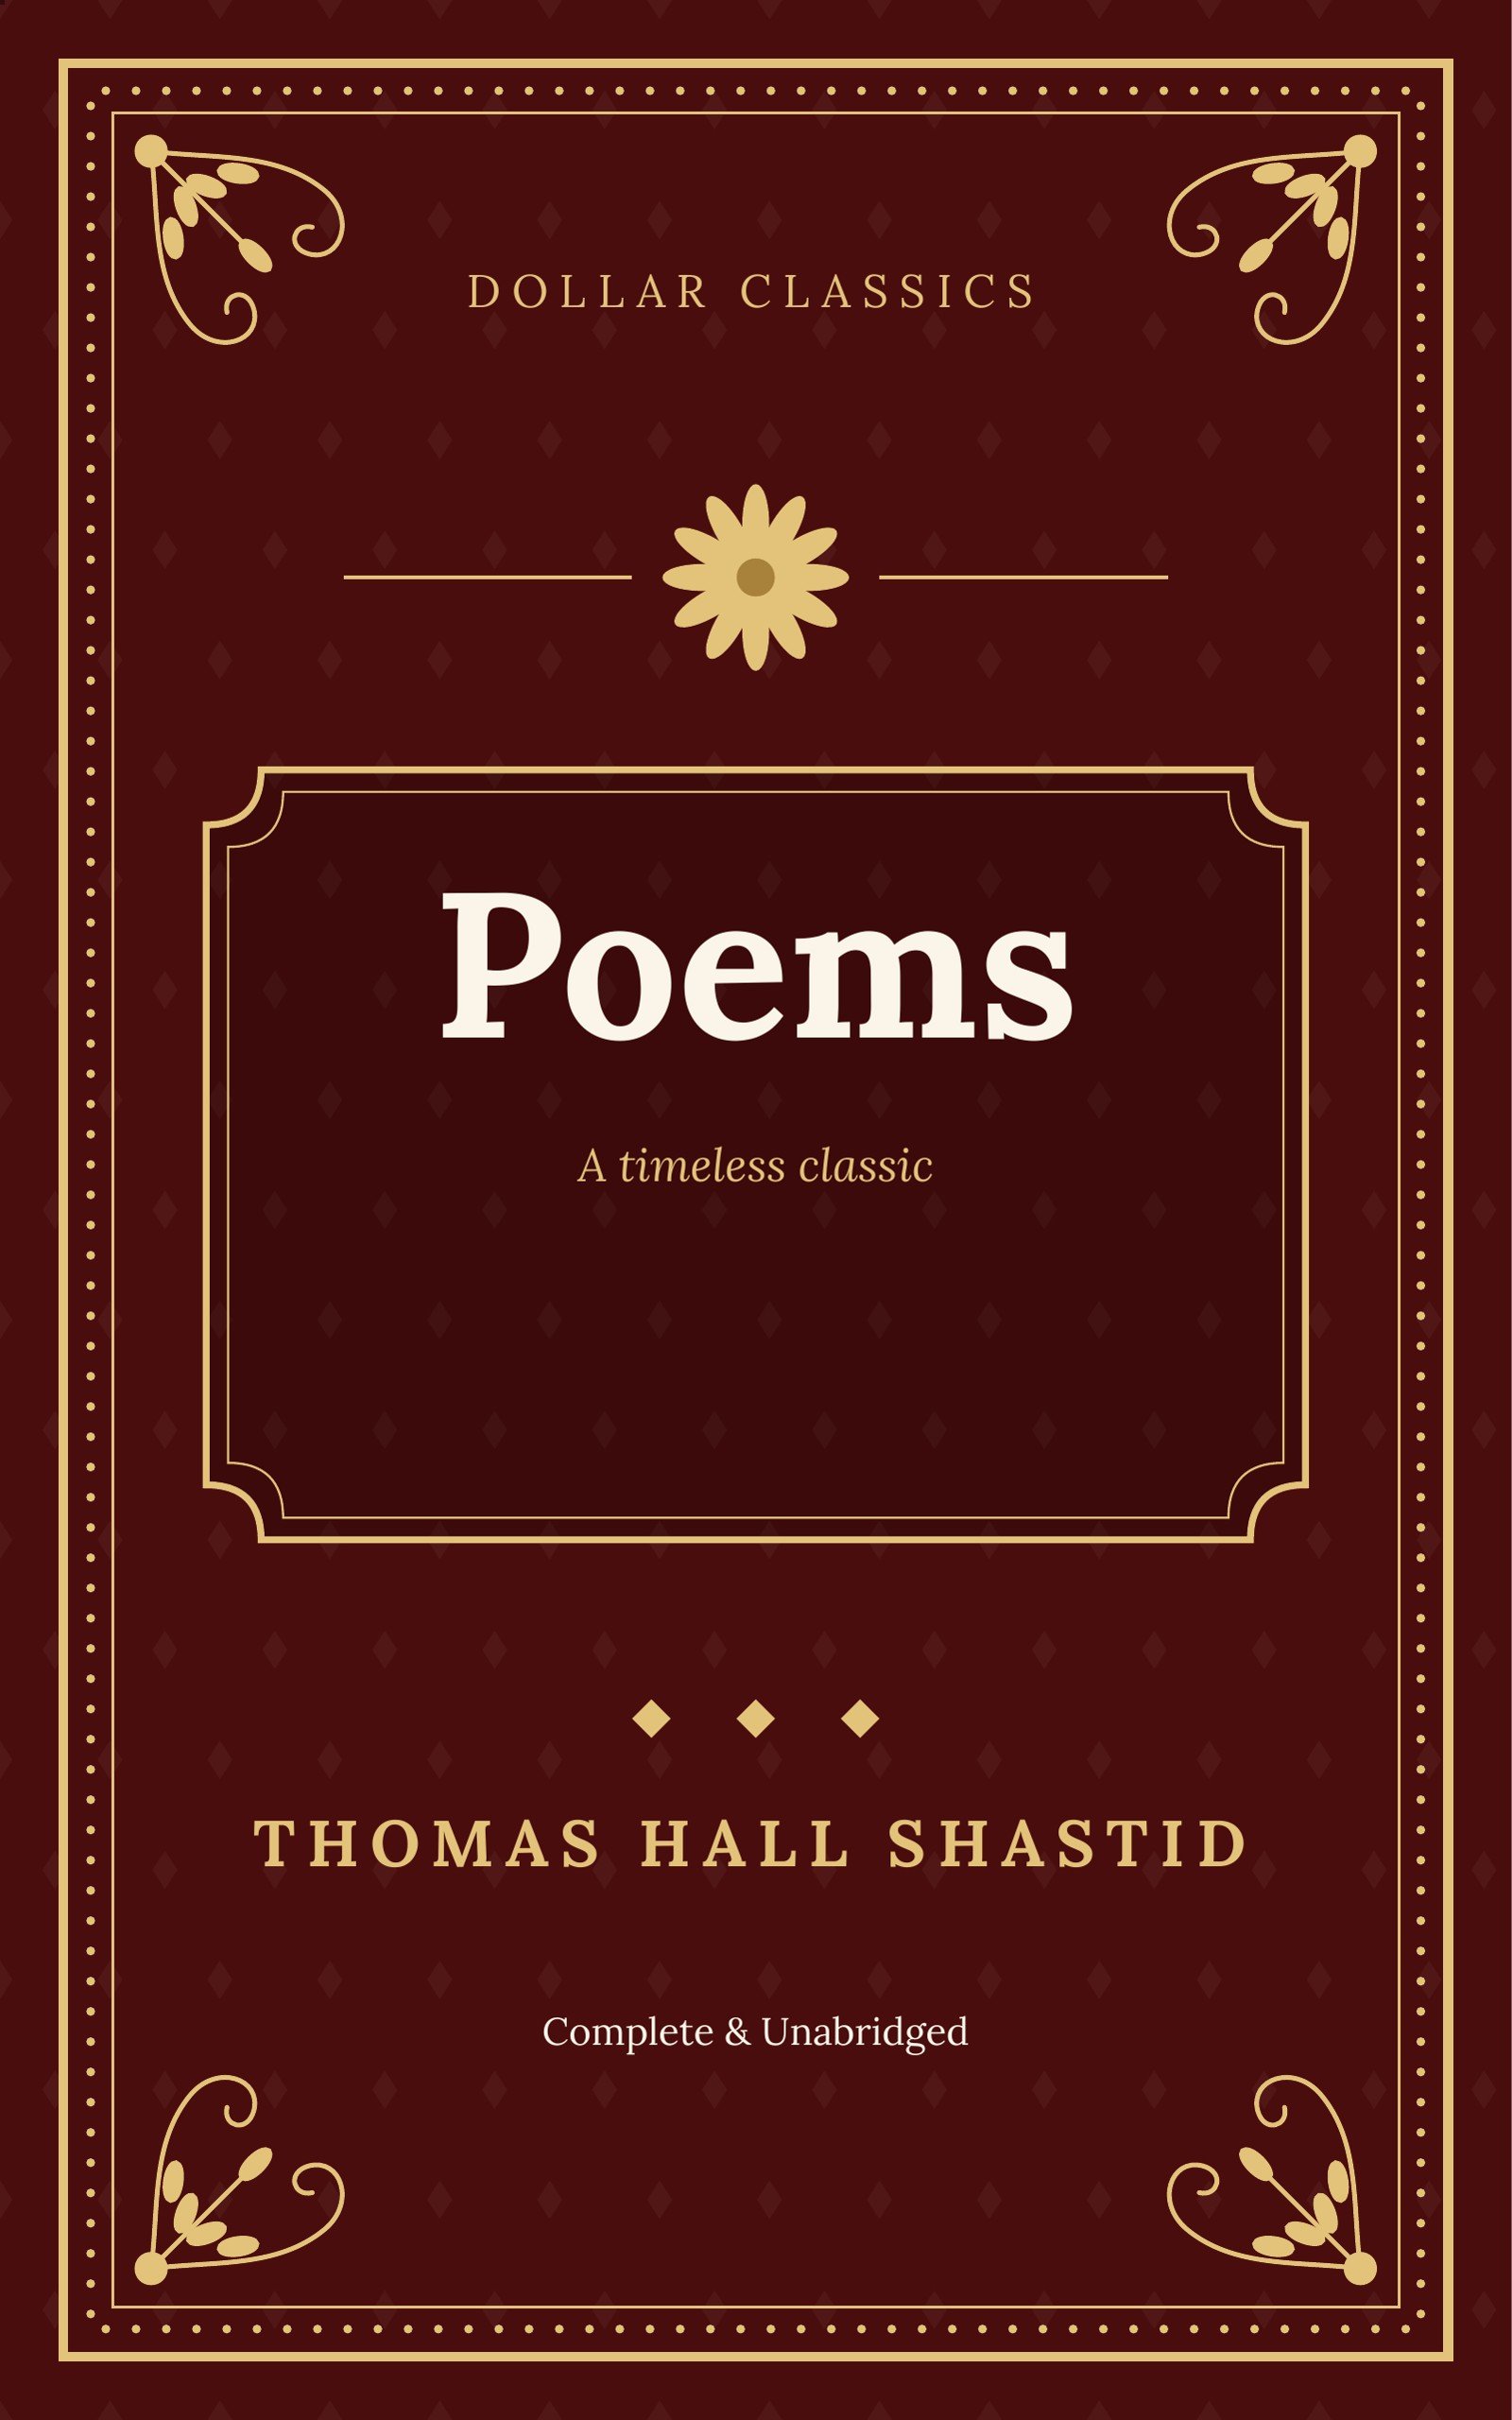 DOLLAR CLASSICS
Poems
A timeless classic
THOMAS HALL SHASTID
Complete & Unabridged